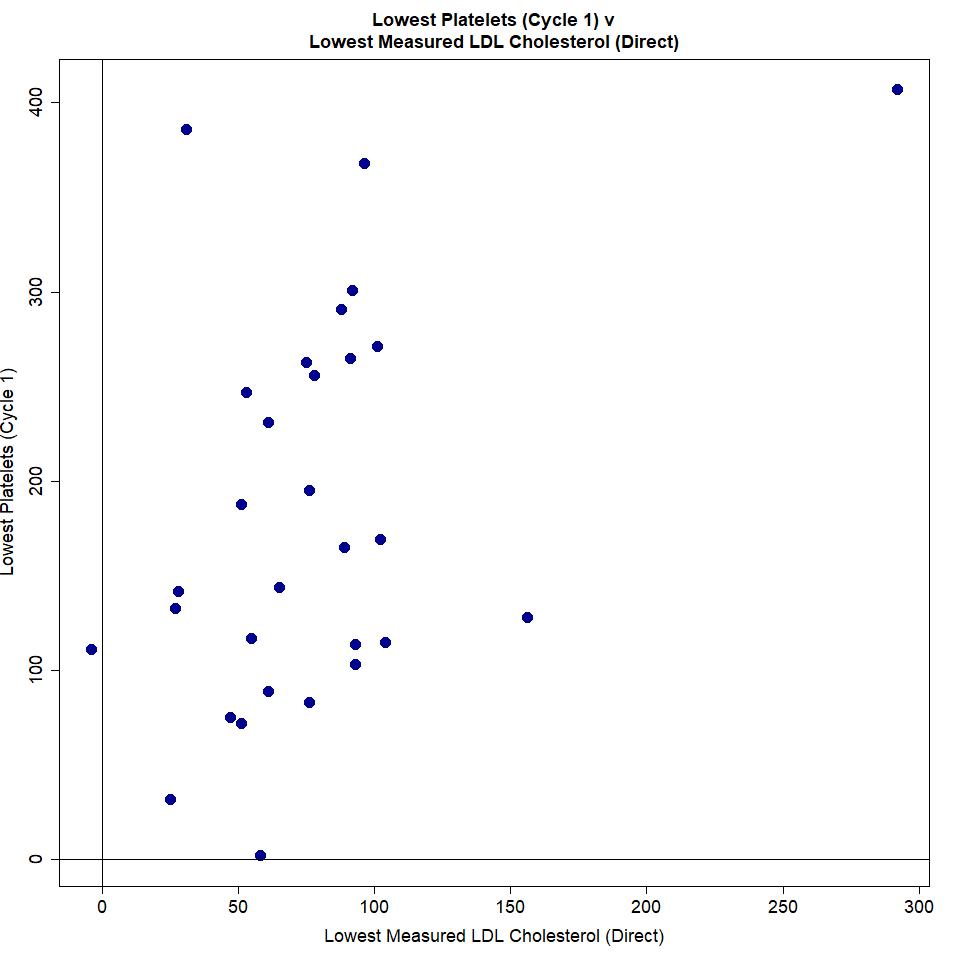 Lowest Platelets (Cycle 1) v
Lowest Measured LDL Cholesterol (Direct)
400
300
200
100
0
Lowest Platelets (Cycle 1)
0 50 100 150 200 250 300
Lowest Measured LDL Cholesterol (Direct)